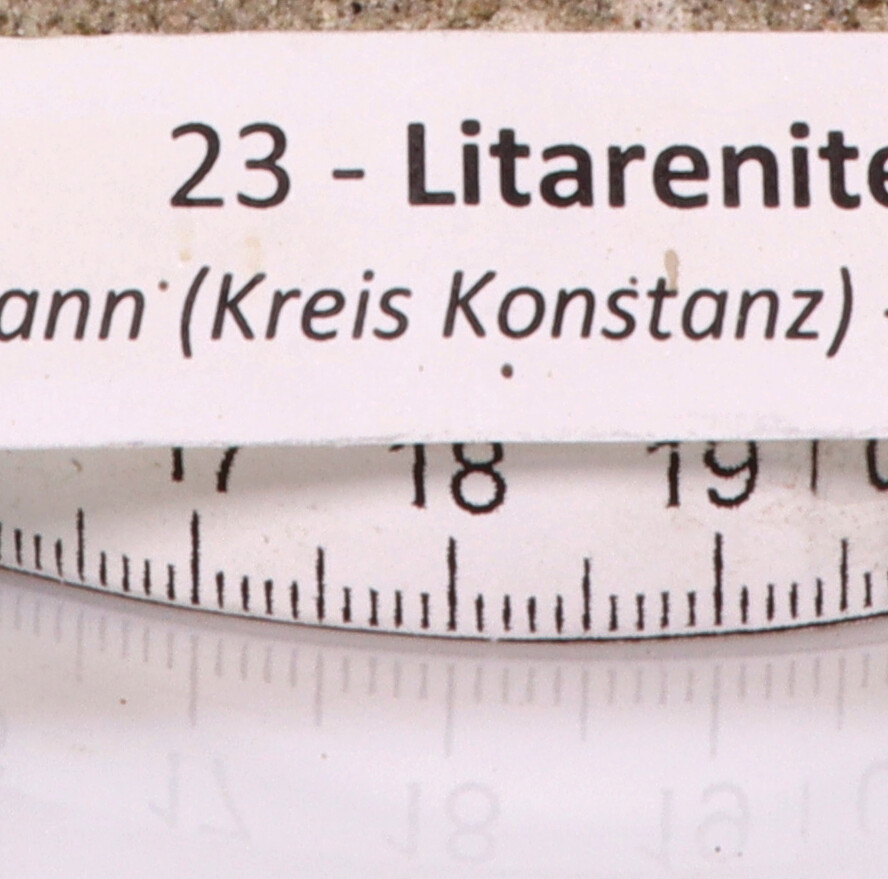 23 - Litarenite
ann (Kreis Konstanz) -
17 18 19